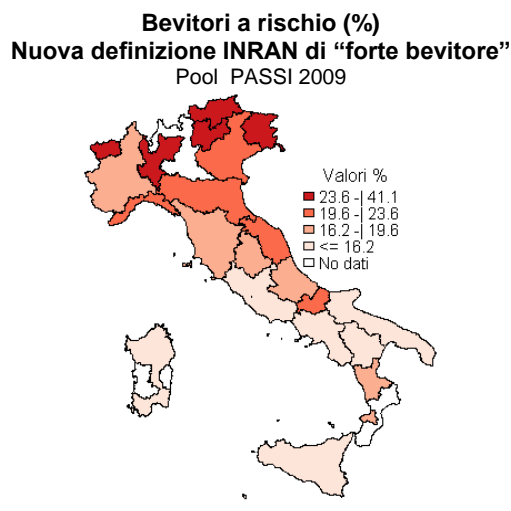 Bevitori a rischio (%)
Nuova definizione INRAN di “forte bevitore”
Pool PASSI 2009
Valori %
23.6 -| 41.1
19.6 -| 23.6
16.2 -| 19.6
<= 16.2
No dati